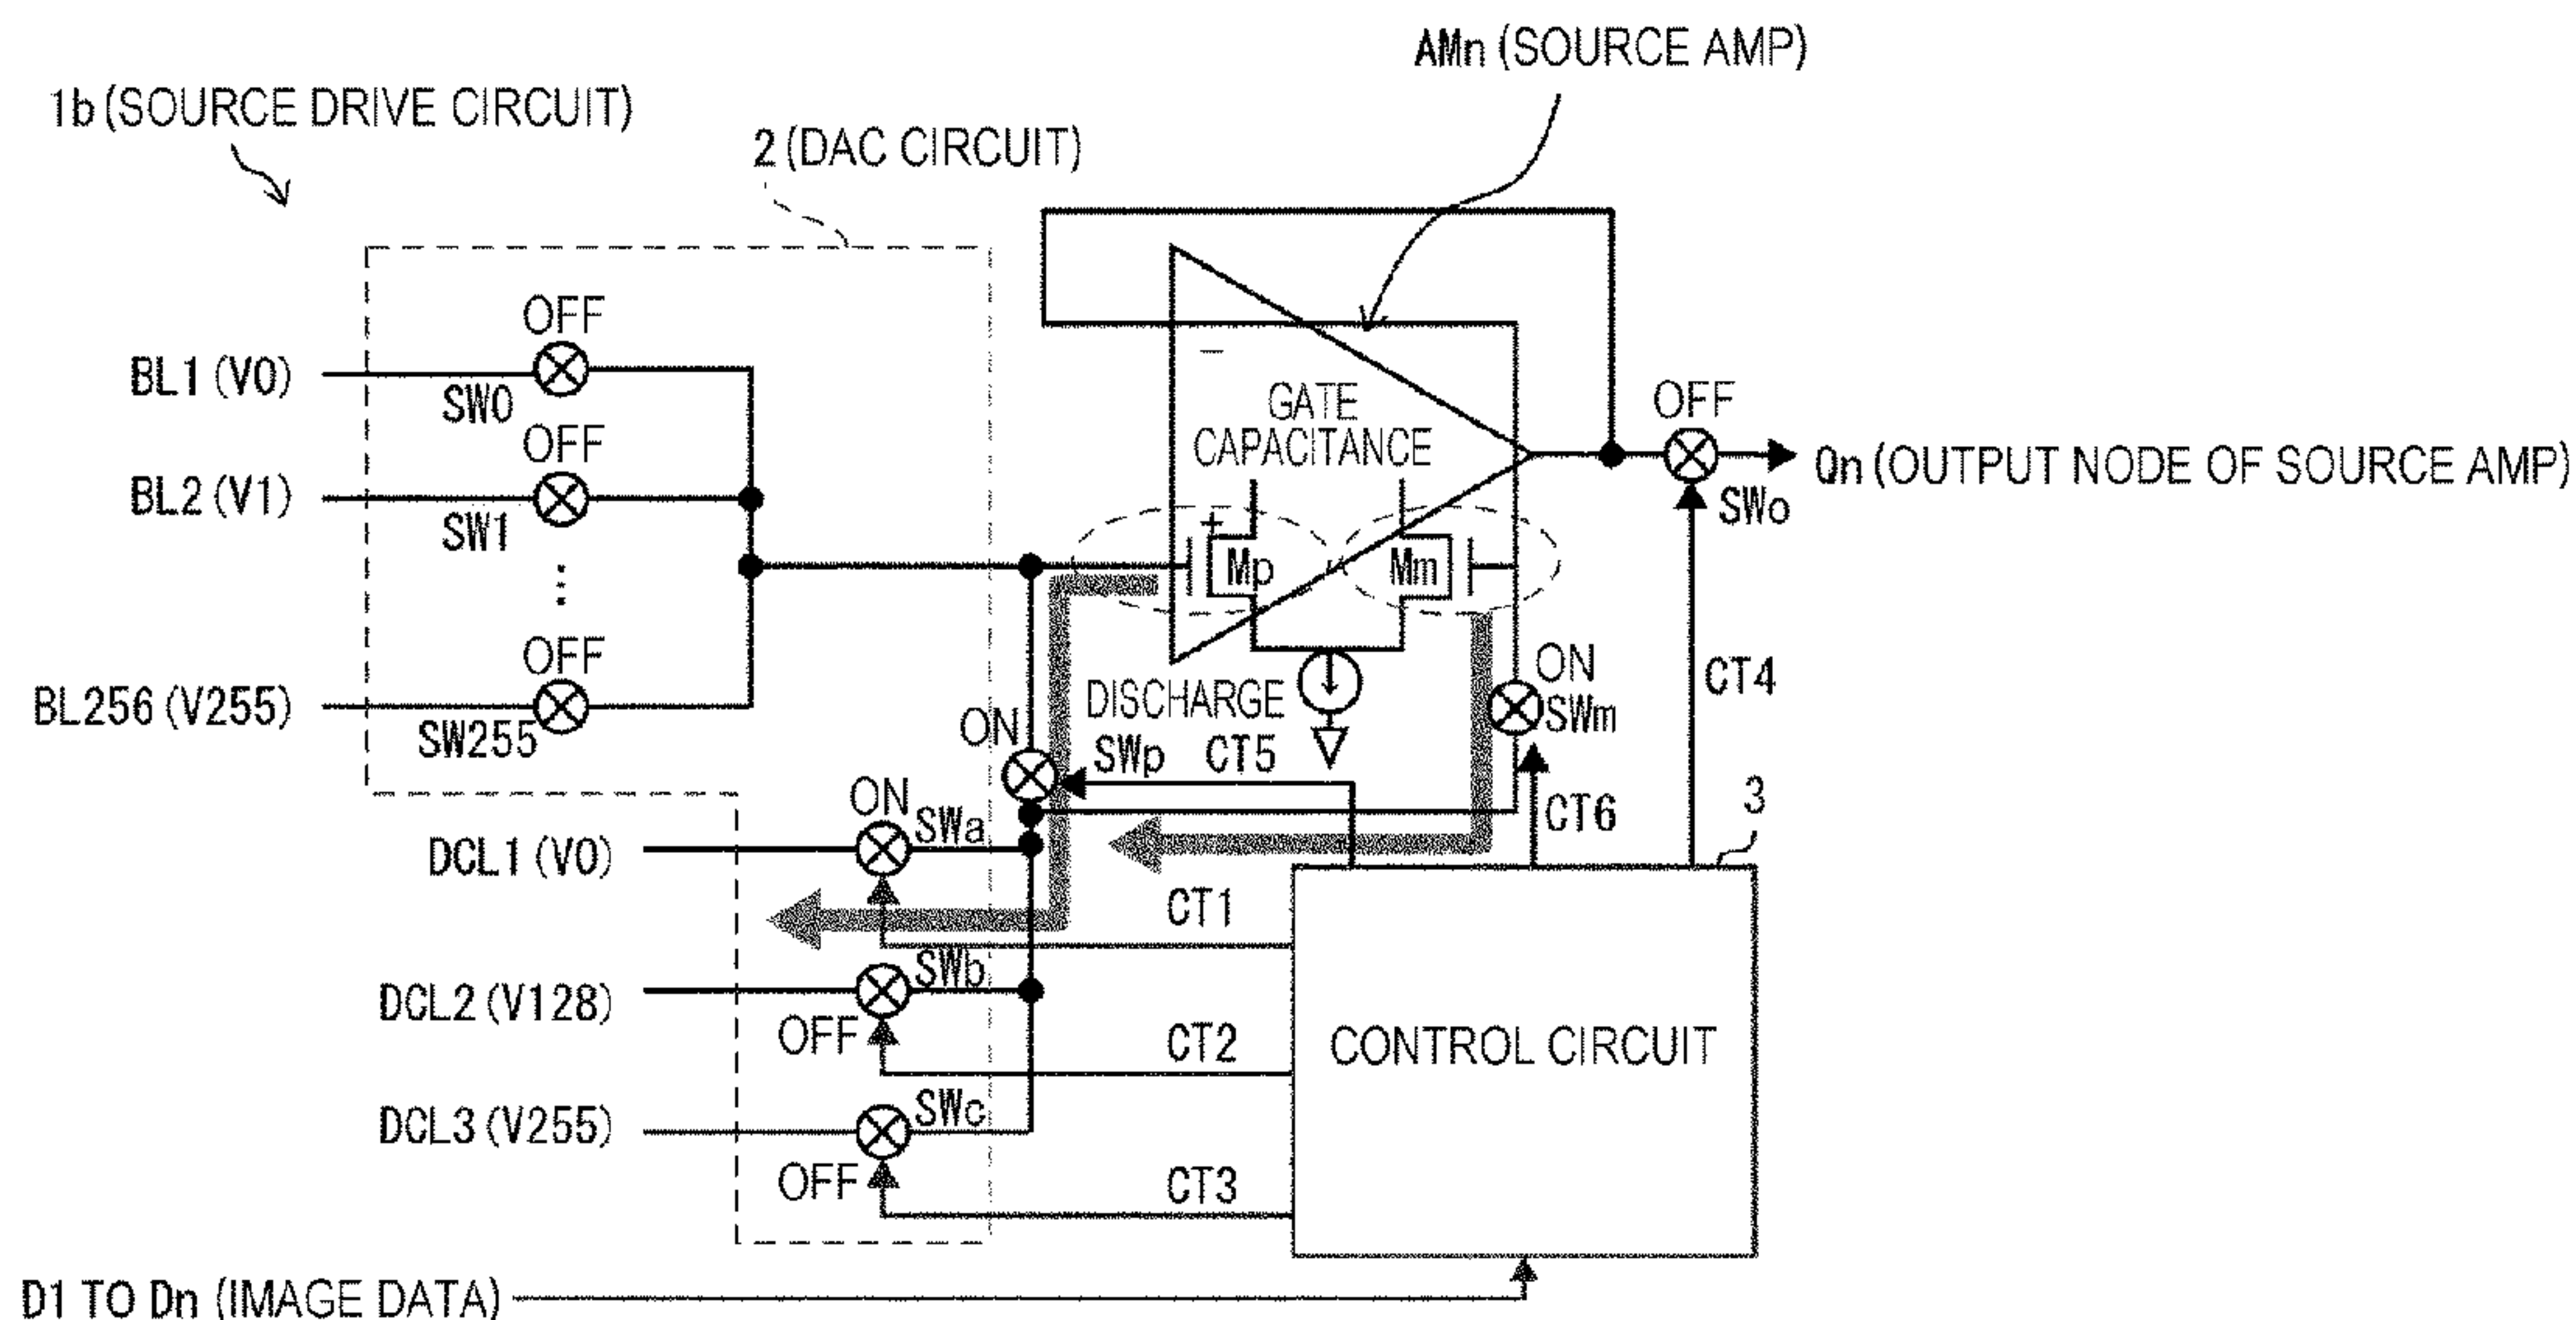 AMn (SOURCE AMP)
1b (SOURCE DRIVE CIRCUIT)
2 (DAC CIRCUIT)
OFF
BL1 (V0)
SW0
OFF
BL2 (V1)
SW1
⋮
OFF
BL256 (V255)
SW255
−
GATE
CAPACITANCE
+
Mp
Mm
OFF
Qn (OUTPUT NODE OF SOURCE AMP)
SWo
CT4
ON
SWm
DISCHARGE
ON
SWp
CT5
CT6
3
ON
SWa
DCL1 (V0)
CT1
SWb
DCL2 (V128)
OFF
CT2
CONTROL CIRCUIT
SWc
DCL3 (V255)
OFF
CT3
D1 TO Dn (IMAGE DATA)